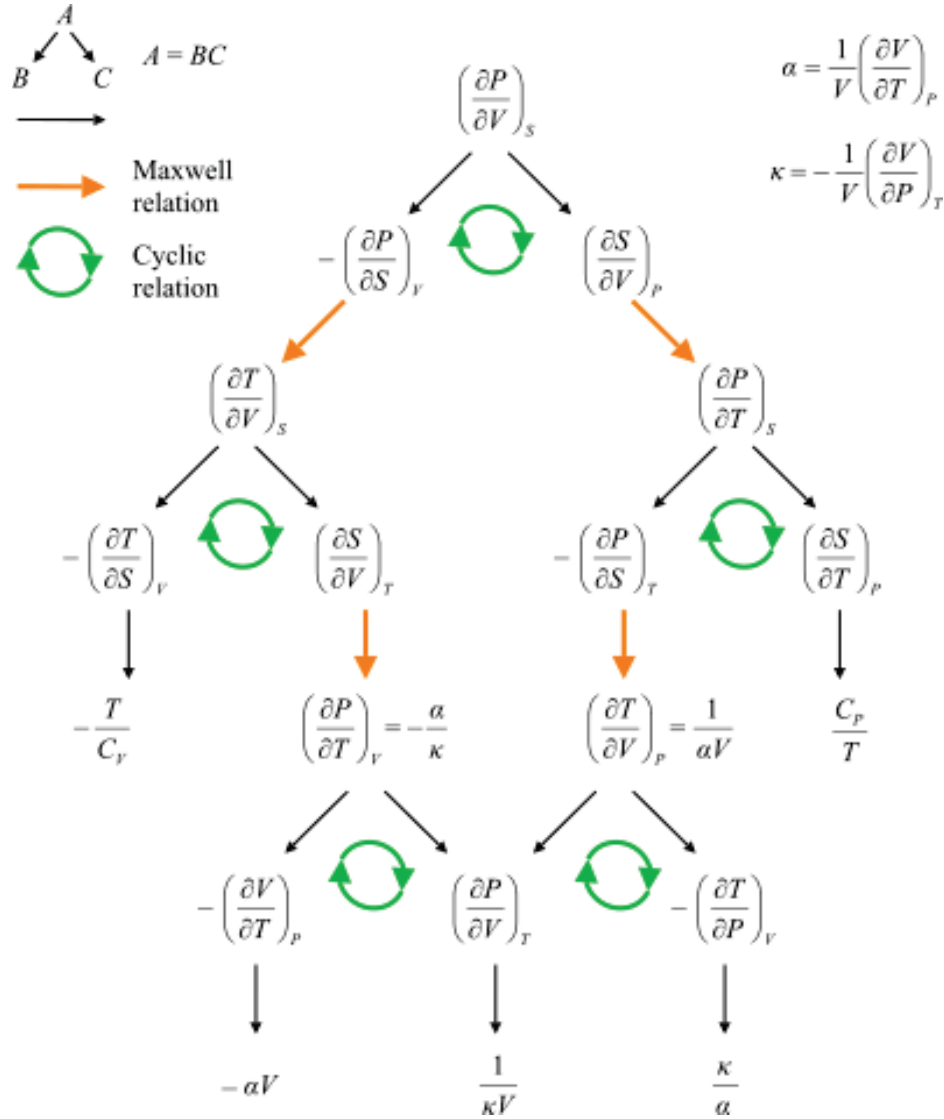 A
B C
A = BC
α = 1/V (∂V/∂T)_P
κ = − 1/V (∂V/∂P)_T
Maxwell
relation
Cyclic
relation
(∂P/∂V)_S
− (∂P/∂S)_V
(∂S/∂V)_P
(∂T/∂V)_S
(∂P/∂T)_S
− (∂T/∂S)_V
(∂S/∂V)_T
− (∂P/∂S)_T
(∂S/∂T)_P
− T/C_V
(∂P/∂T)_V = − α/κ
(∂T/∂V)_P = 1/αV
C_P/T
− (∂V/∂T)_P
(∂P/∂V)_T
− (∂T/∂P)_V
− αV
1/κV
κ/α